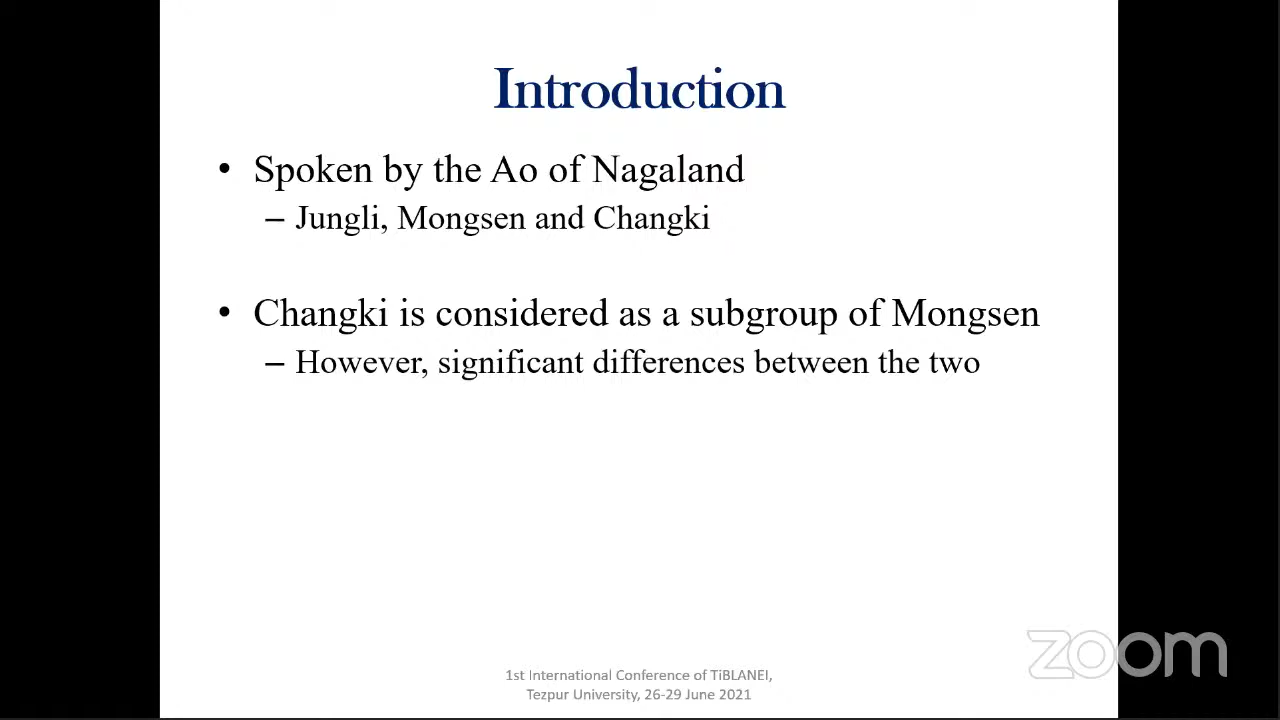 Introduction
• Spoken by the Ao of Nagaland
– Jungli, Mongsen and Changki
• Changki is considered as a subgroup of Mongsen
– However, significant differences between the two
zoom
1st International Conference of TiBLANEI,
Tezpur University, 26-29 June 2021